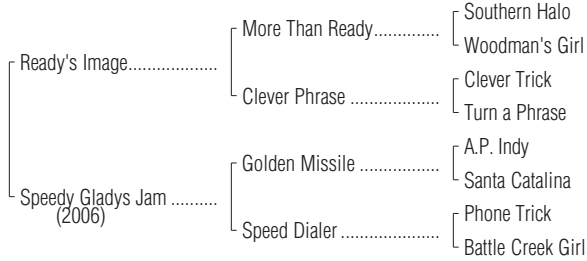 Southern Halo
More Than Ready..............
Woodman's Girl
Ready's Image...................
Clever Trick
Clever Phrase ...................
Turn a Phrase
A.P. Indy
Golden Missile .................
Santa Catalina
Speedy Gladys Jam ..........
(2006)
Phone Trick
Speed Dialer .....................
Battle Creek Girl